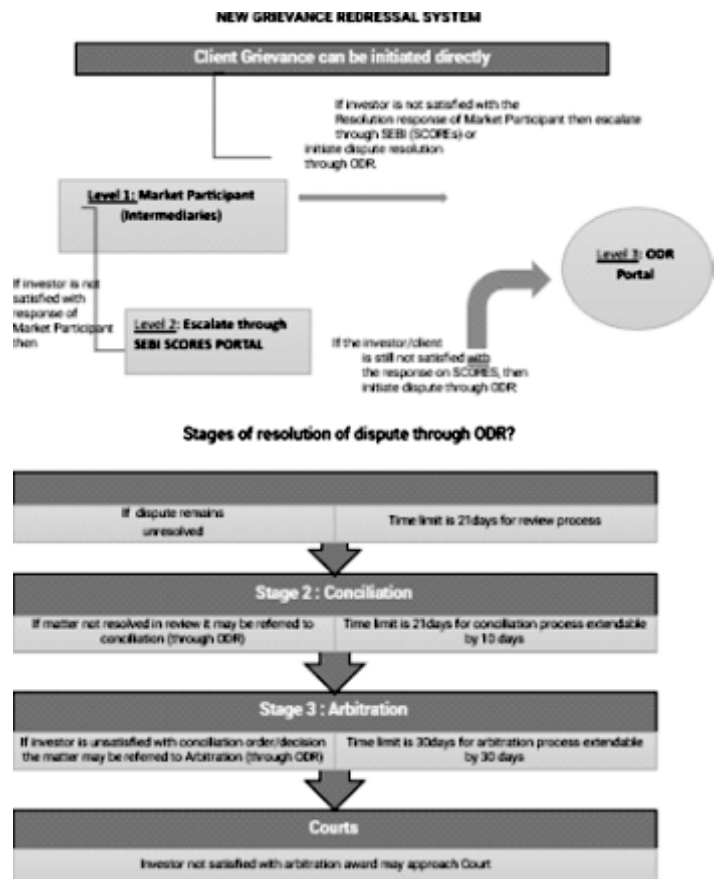 NEW GRIEVANCE REDRESSAL SYSTEM
Client Grievance can be initiated directly
If investor is not satisfied with the
Resolution response of Market Participant then escalate
through SEBI (SCOREs) or
initiate dispute resolution
through ODR.
Level 1: Market Participant
(Intermediaries)
Level 3: ODR
Portal
If investor is not
satisfied with
response of
Market Participant
then
Level 2: Escalate through
SEBI SCORES PORTAL
If the investor/client
is still not satisfied with
the response on SCORES, then
initiate dispute through ODR
Stages of resolution of dispute through ODR?
If dispute remains
unresolved
Time limit is 21days for review process
Stage 2 : Conciliation
If matter not resolved in review it may be referred to
conciliation (through ODR)
Time limit is 21days for conciliation process extendable
by 10 days
Stage 3 : Arbitration
If investor is unsatisfied with conciliation order/decision
the matter may be referred to Arbitration (through ODR)
Time limit is 30days for arbitration process extendable
by 30 days
Courts
Investor not satisfied with arbitration award may approach Court